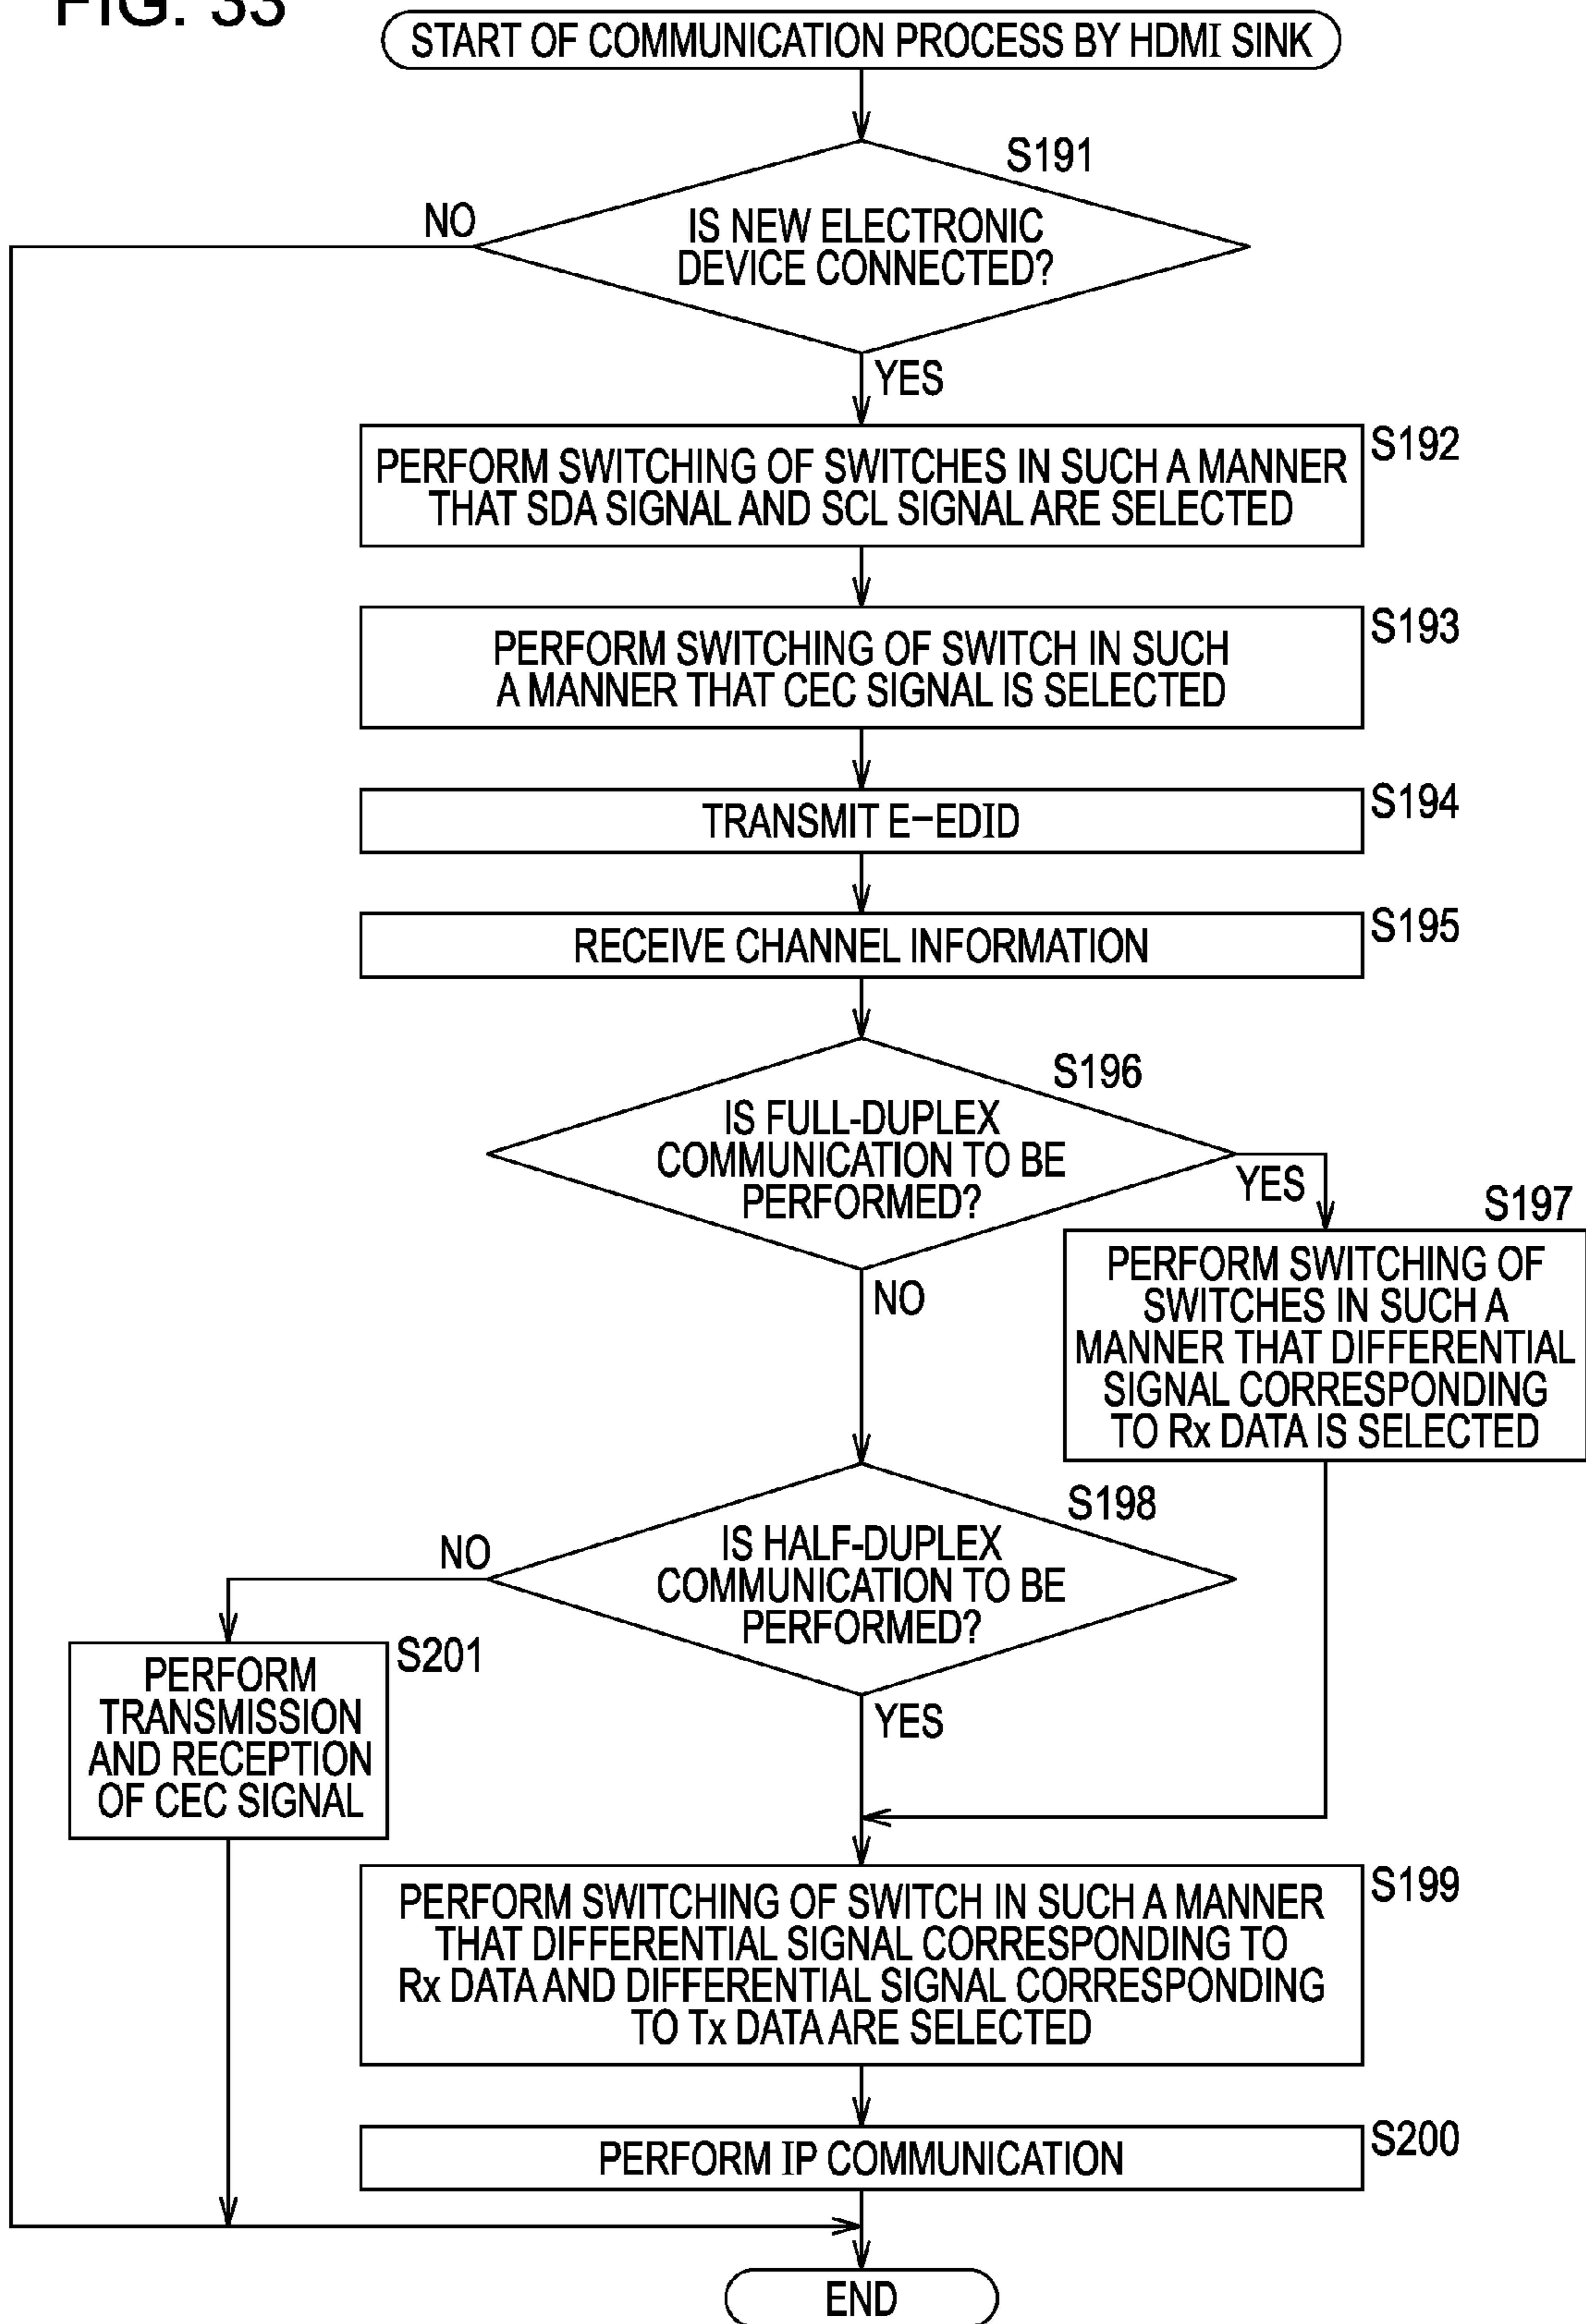 FIG. 33
START OF COMMUNICATION PROCESS BY HDMI SINK
S191
NO
IS NEW ELECTRONIC
DEVICE CONNECTED?
YES
S192
PERFORM SWITCHING OF SWITCHES IN SUCH A MANNER
THAT SDA SIGNAL AND SCL SIGNAL ARE SELECTED
S193
PERFORM SWITCHING OF SWITCH IN SUCH
A MANNER THAT CEC SIGNAL IS SELECTED
S194
TRANSMIT E-EDID
S195
RECEIVE CHANNEL INFORMATION
S196
IS FULL-DUPLEX
COMMUNICATION TO BE
PERFORMED?
YES
S197
PERFORM SWITCHING OF
SWITCHES IN SUCH A
MANNER THAT DIFFERENTIAL
SIGNAL CORRESPONDING
TO Rx DATA IS SELECTED
NO
S198
NO
IS HALF-DUPLEX
COMMUNICATION TO BE
PERFORMED?
S201
PERFORM
TRANSMISSION
AND RECEPTION
OF CEC SIGNAL
YES
S199
PERFORM SWITCHING OF SWITCH IN SUCH A MANNER
THAT DIFFERENTIAL SIGNAL CORRESPONDING TO
Rx DATA AND DIFFERENTIAL SIGNAL CORRESPONDING
TO Tx DATA ARE SELECTED
S200
PERFORM IP COMMUNICATION
END